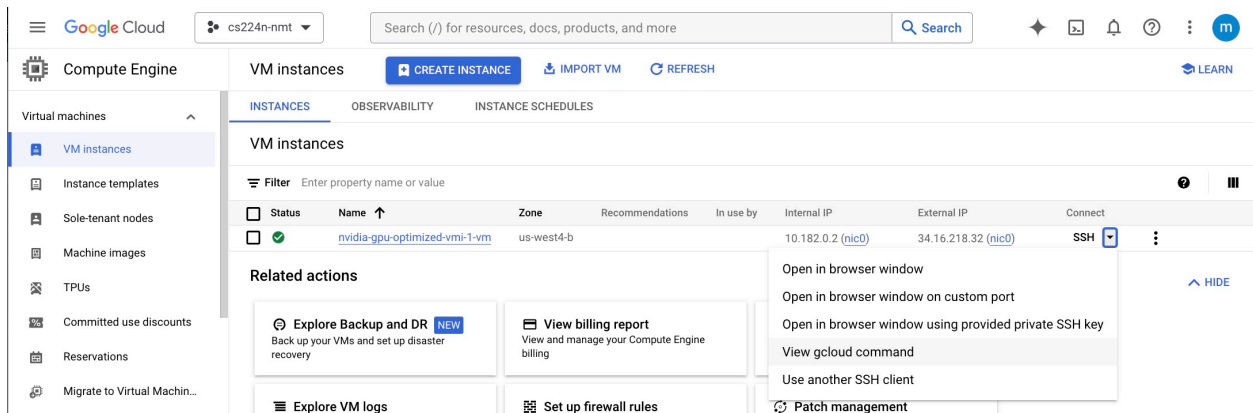 Google Cloud
cs224n-nmt
Search (/) for resources, docs, products, and more
Search
m
Compute Engine
VM instances
CREATE INSTANCE
IMPORT VM
REFRESH
LEARN
Virtual machines
VM instances
Instance templates
Sole-tenant nodes
Machine images
TPUs
Committed use discounts
Reservations
Migrate to Virtual Machin...
INSTANCES
OBSERVABILITY
INSTANCE SCHEDULES
VM instances
Filter Enter property name or value
Status Name Zone Recommendations In use by Internal IP External IP Connect
nvidia-gpu-optimized-vmi-1-vm us-west4-b 10.182.0.2 (nic0) 34.16.218.32 (nic0) SSH
Open in browser window
Open in browser window on custom port
Open in browser window using provided private SSH key
View gcloud command
Use another SSH client
Related actions
HIDE
Explore Backup and DR NEW
Back up your VMs and set up disaster
recovery
View billing report
View and manage your Compute Engine
billing
Explore VM logs
Set up firewall rules
Patch management